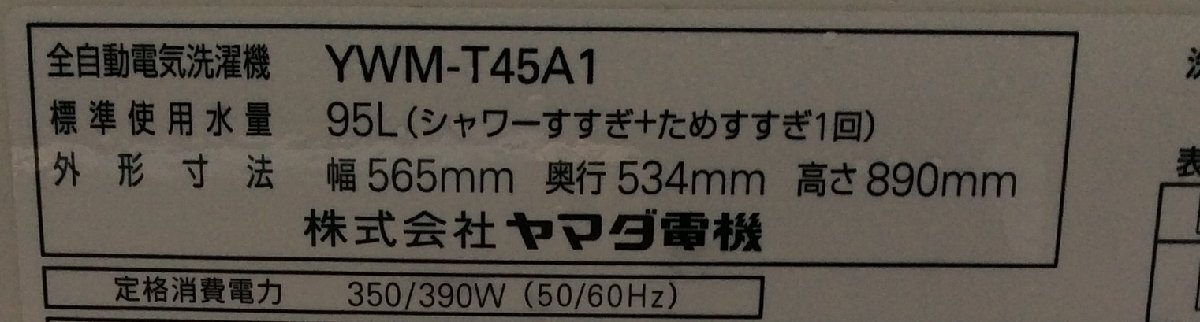 全自動電気洗濯機 YWM-T45A1
標準使用水量 95L(シャワーすすぎ+ためすすぎ1回)
外形寸法 幅565mm 奥行534mm 高さ890mm
株式会社ヤマダ電機
定格消費電力 350/390W (50/60Hz)
表